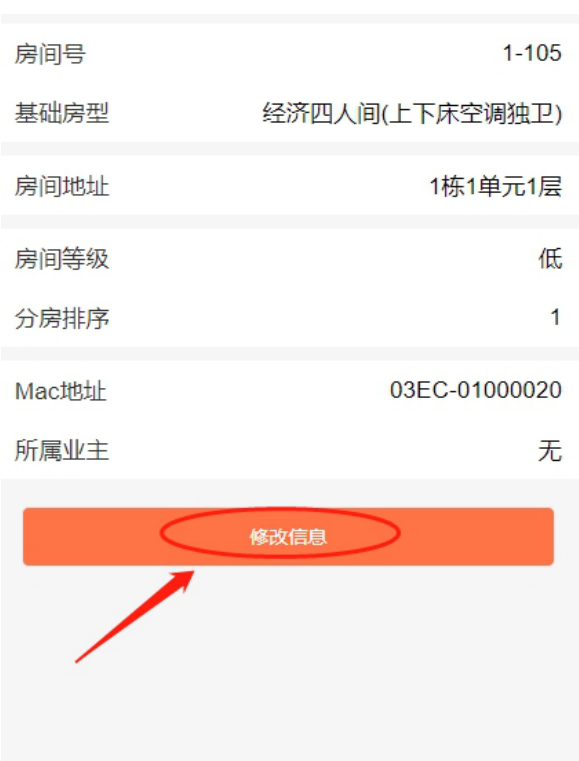 房间号 1-105
基础房型 经济四人间(上下床空调独卫)
房间地址 1栋1单元1层
房间等级 低
分房排序 1
Mac地址 03EC-01000020
所属业主 无
修改信息